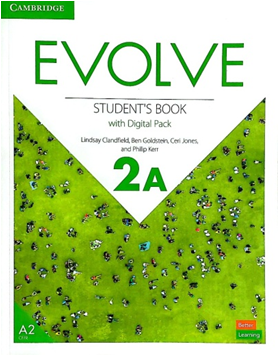 CAMBRIDGE
EVOLVE
STUDENT'S BOOK
with Digital Pack
Lindsay Clandfield, Ben Goldstein, Ceri Jones,
and Philip Kerr
2A
A2
Better
Learning